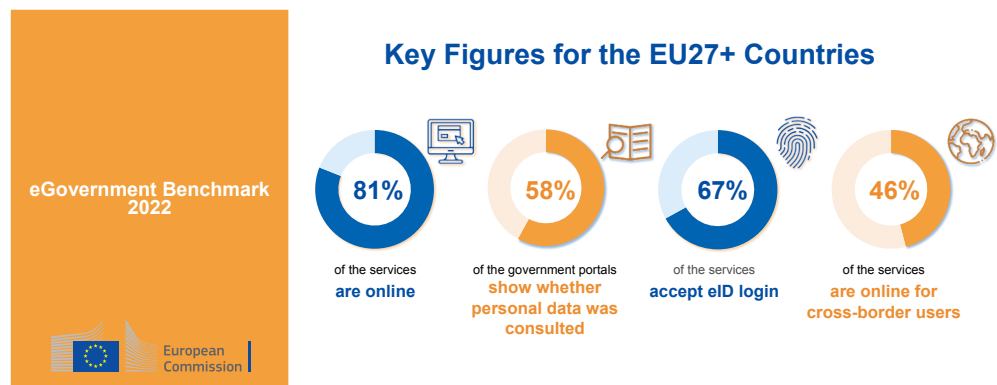 eGovernment Benchmark
2022
European
Commission
Key Figures for the EU27+ Countries
81%
of the services
are online
58%
of the government portals
show whether
personal data was
consulted
67%
of the services
accept eID login
46%
of the services
are online for
cross-border users